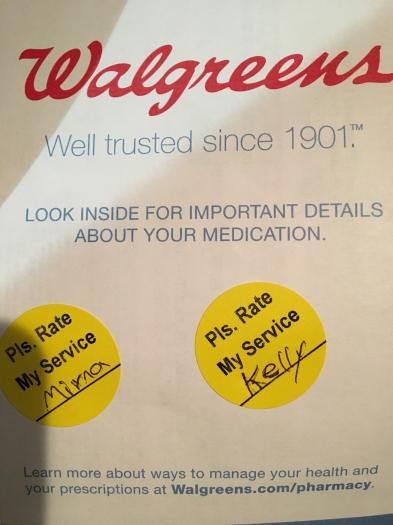 Walgreens
Well trusted since 1901.™
LOOK INSIDE FOR IMPORTANT DETAILS
ABOUT YOUR MEDICATION.
Pls. Rate
My Service
Mirna
Pls. Rate
My Service
Kelly
Learn more about ways to manage your health and
your prescriptions at Walgreens.com/pharmacy.